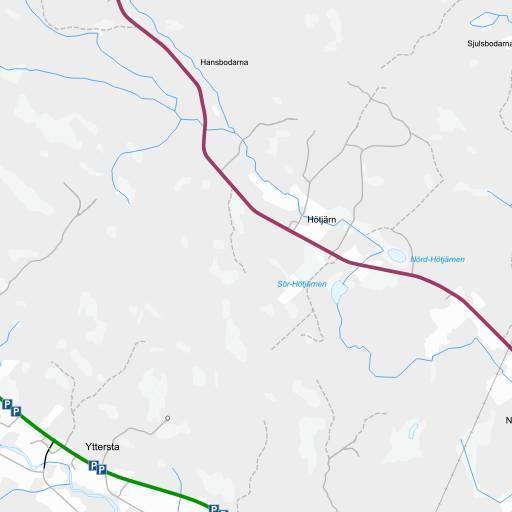 Sjulsbodarna
Hansbodarna
Hötjärn
Nörd-Hötjärnen
Sör-Hötjärnen
N
Yttersta
P
P
P
P
P